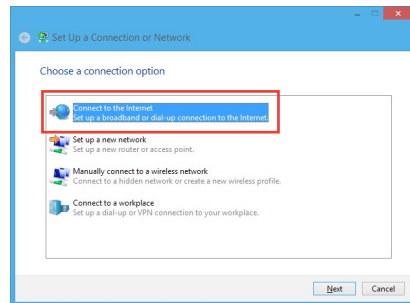 Set Up a Connection or Network
Choose a connection option
Connect to the Internet
Set up a broadband or dial-up connection to the Internet.
Set up a new network
Set up a new router or access point.
Manually connect to a wireless network
Connect to a hidden network or create a new wireless profile.
Connect to a workplace
Set up a dial-up or VPN connection to your workplace.
Next Cancel